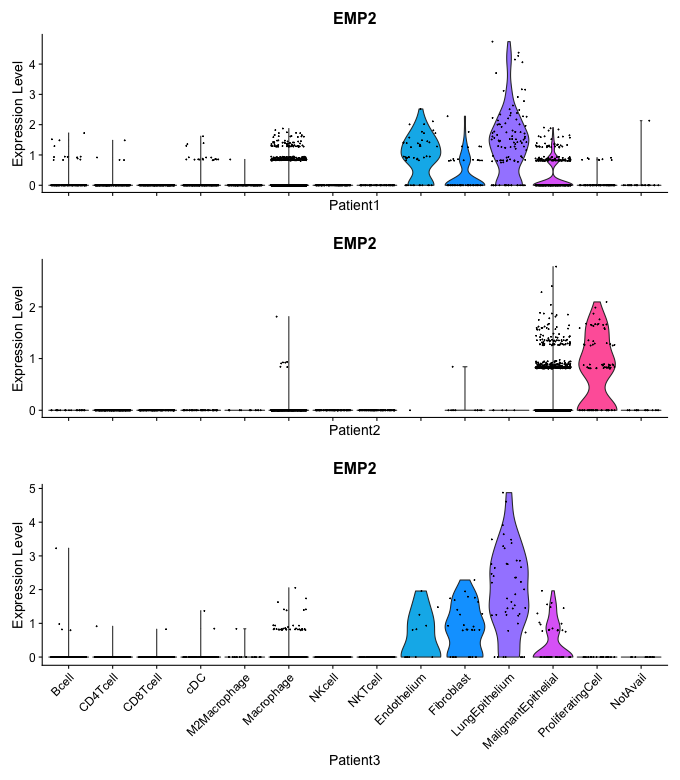 EMP2
Expression Level
4
3
2
1
0
Patient1
EMP2
Expression Level
2
1
0
Patient2
EMP2
Expression Level
5
4
3
2
1
0
Bcell
CD4Tcell
CD8Tcell
cDC
M2Macrophage
Macrophage
NKcell
NKTcell
Endothelium
Fibroblast
LungEpithelium
MalignantEpithelial
ProliferatingCell
NotAvail
Patient3